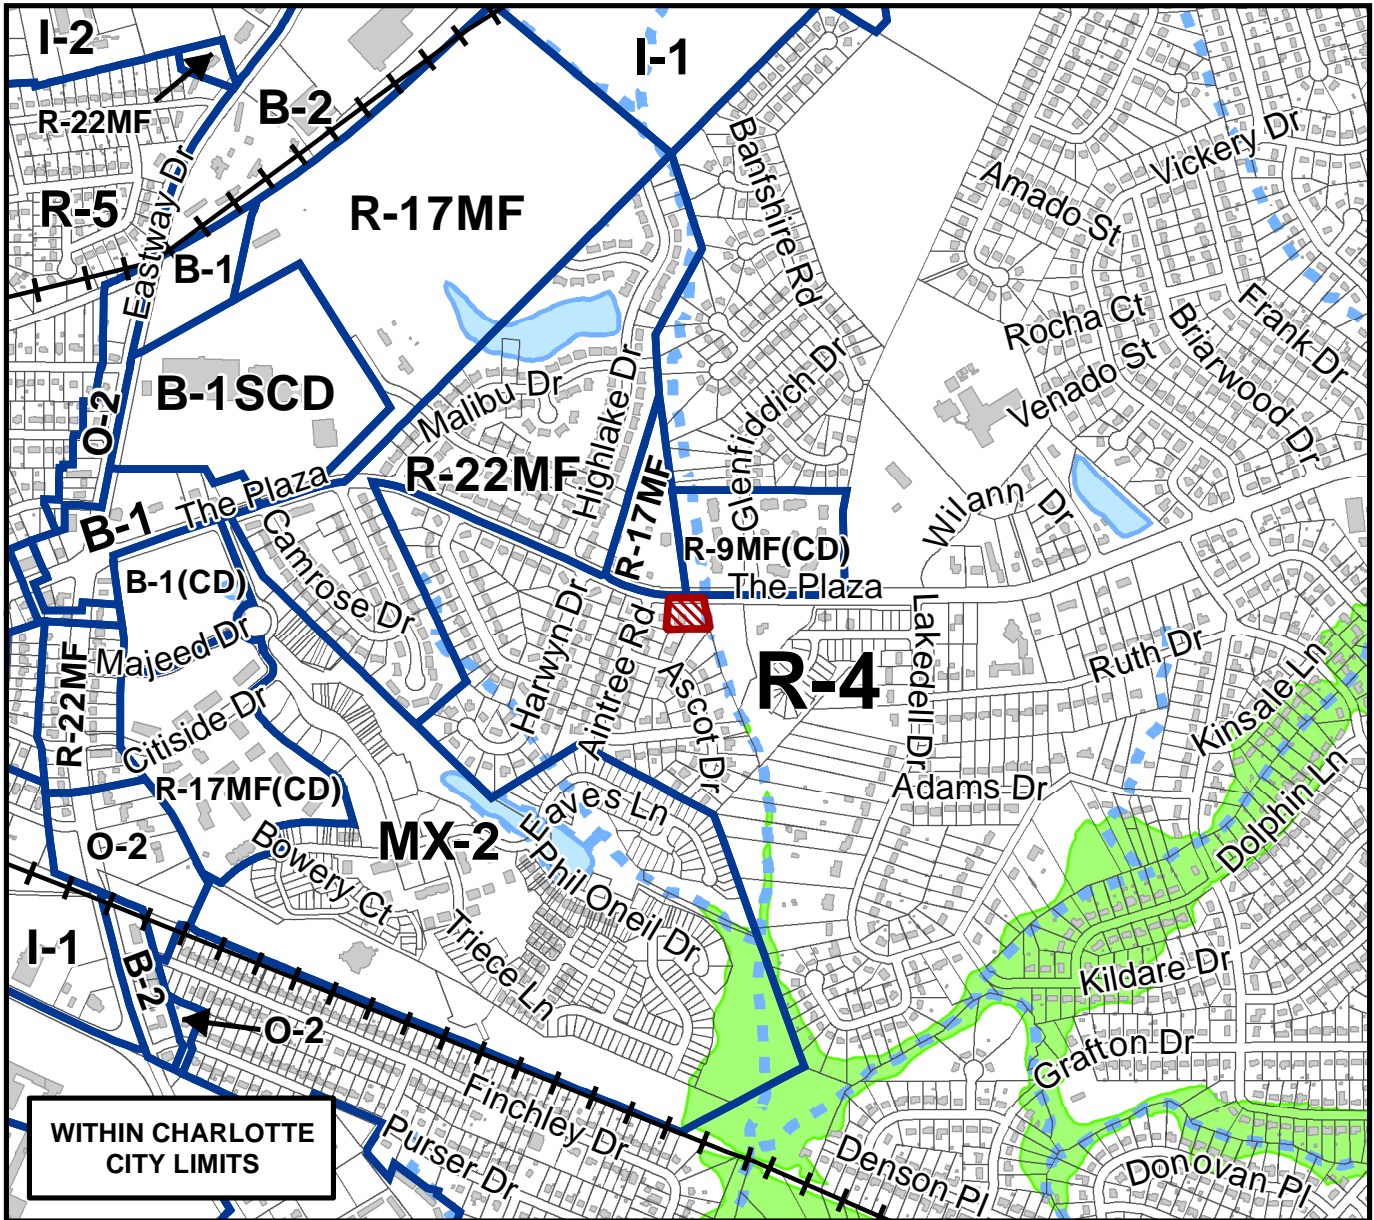 I-2
I-1
R-22MF
B-2
Eastway Dr
R-5
R-17MF
Banfshire Rd
Vickery Dr
Amado St
B-1
Rocha Ct
Briarwood Dr
Frank Dr
Venado St
B-1SCD
O-2
Malibu Dr
Highlake Dr
Glenfiddich Dr
R-22MF
R-17MF
The Plaza
B-1
Camrose Dr
Wilann Dr
R-9MF(CD)
The Plaza
B-1(CD)
Harwyn Dr
Aintree Rd
Ascot Dr
R-4
Lakedell Dr
Ruth Dr
Kinsale Ln
Majeed Dr
R-22MF
Citiside Dr
R-17MF(CD)
Adams Dr
Dolphin Ln
Eaves Ln
MX-2
O-2
Bowery Ct
Phil Oneil Dr
Triece Ln
I-1
B-2
O-2
Kildare Dr
Grafton Dr
Finchley Dr
Purser Dr
Denson Pl
Donovan Pl
WITHIN CHARLOTTE
CITY LIMITS